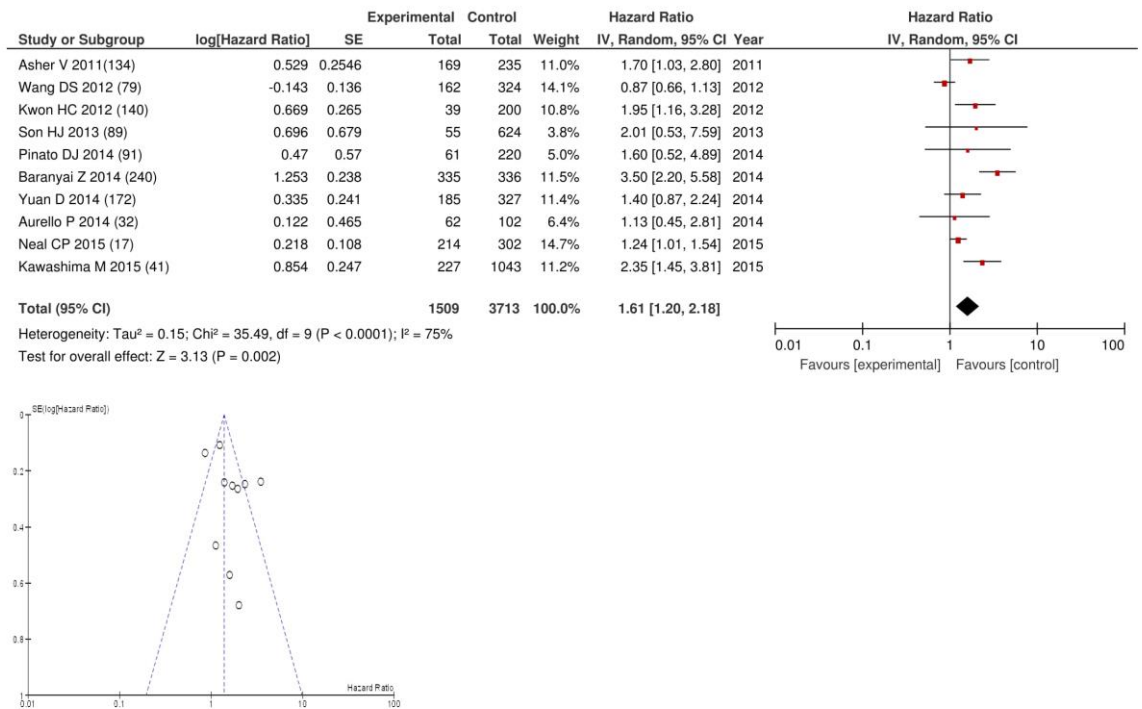 Experimental Control Hazard Ratio Hazard Ratio
Study or Subgroup log[Hazard Ratio] SE Total Total Weight IV, Random, 95% CI Year IV, Random, 95% CI
Asher V 2011(134) 0.529 0.2546 169 235 11.0% 1.70 [1.03, 2.80] 2011
Wang DS 2012 (79) -0.143 0.136 162 324 14.1% 0.87 [0.66, 1.13] 2012
Kwon HC 2012 (140) 0.669 0.265 39 200 10.8% 1.95 [1.16, 3.28] 2012
Son HJ 2013 (89) 0.696 0.679 55 624 3.8% 2.01 [0.53, 7.59] 2013
Pinato DJ 2014 (91) 0.47 0.57 61 220 5.0% 1.60 [0.52, 4.89] 2014
Baranyai Z 2014 (240) 1.253 0.238 335 336 11.5% 3.50 [2.20, 5.58] 2014
Yuan D 2014 (172) 0.335 0.241 185 327 11.4% 1.40 [0.87, 2.24] 2014
Aurello P 2014 (32) 0.122 0.465 62 102 6.4% 1.13 [0.45, 2.81] 2014
Neal CP 2015 (17) 0.218 0.108 214 302 14.7% 1.24 [1.01, 1.54] 2015
Kawashima M 2015 (41) 0.854 0.247 227 1043 11.2% 2.35 [1.45, 3.81] 2015
Total (95% CI) 1509 3713 100.0% 1.61 [1.20, 2.18]
Heterogeneity: Tau² = 0.15; Chi² = 35.49, df = 9 (P < 0.0001); I² = 75%
Test for overall effect: Z = 3.13 (P = 0.002)
0.01 0.1 1 10 100
Favours [experimental] Favours [control]
SE(log[Hazard Ratio])
0
0.2
0.4
0.6
0.8
1
Hazard Ratio
0.01 0.1 1 10 100